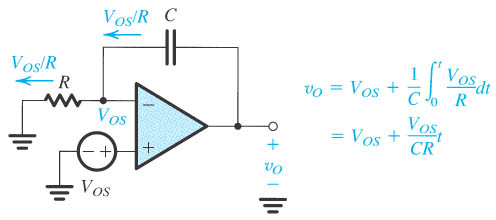 V_OS/R C
V_OS/R
R
V_OS
−
+
− +
V_OS
+
v_O
−
v_O = V_OS + 1/C ∫_0^t V_OS/R dt
= V_OS + V_OS/CR t